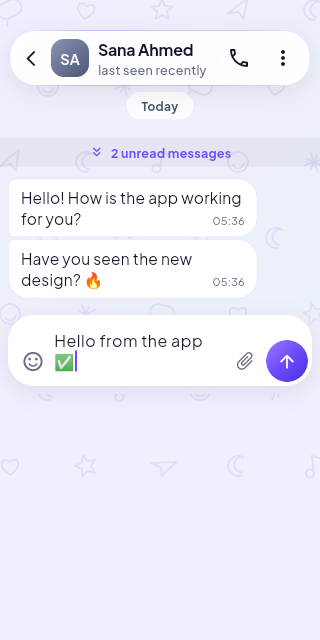 SA
Sana Ahmed
last seen recently
Today
2 unread messages
Hello! How is the app working
for you?
05:36
Have you seen the new
design? 🔥
05:36
Hello from the app
✅